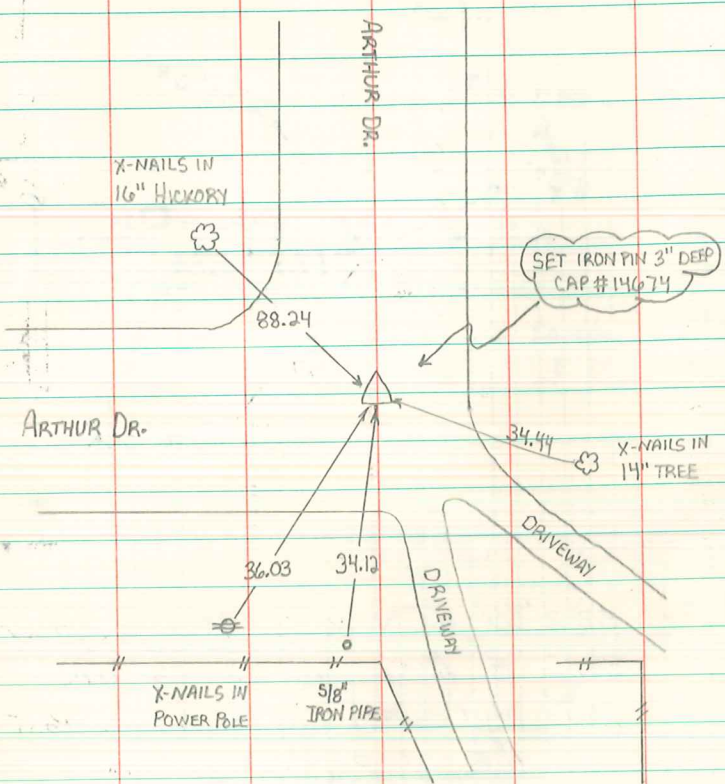 ARTHUR DR.
X-NAILS IN
16" HICKORY
SET IRON PIN 3" DEEP
CAP # 14674
88.24
ARTHUR DR.
34.44
X-NAILS IN
14" TREE
DRIVEWAY
36.03
34.12
DRIVEWAY
X-NAILS IN
POWER POLE
5/8"
IRON PIPE